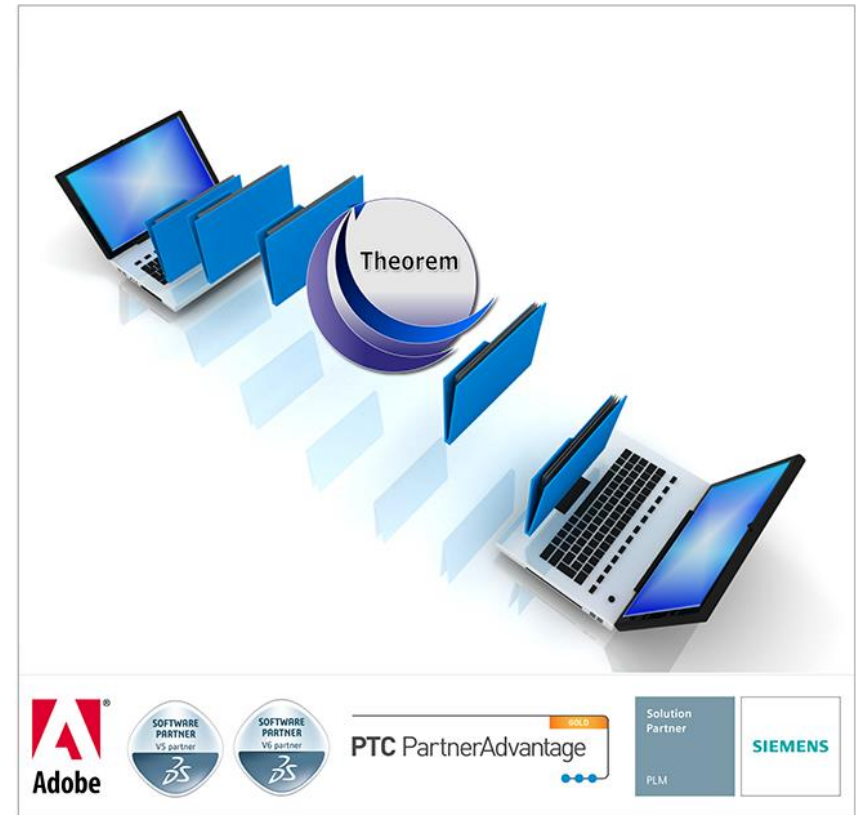 Theorem
Adobe
®
SOFTWARE
PARTNER
V5 partner
SOFTWARE
PARTNER
V6 partner
GOLD
PTC PartnerAdvantage
Solution
Partner
PLM
SIEMENS